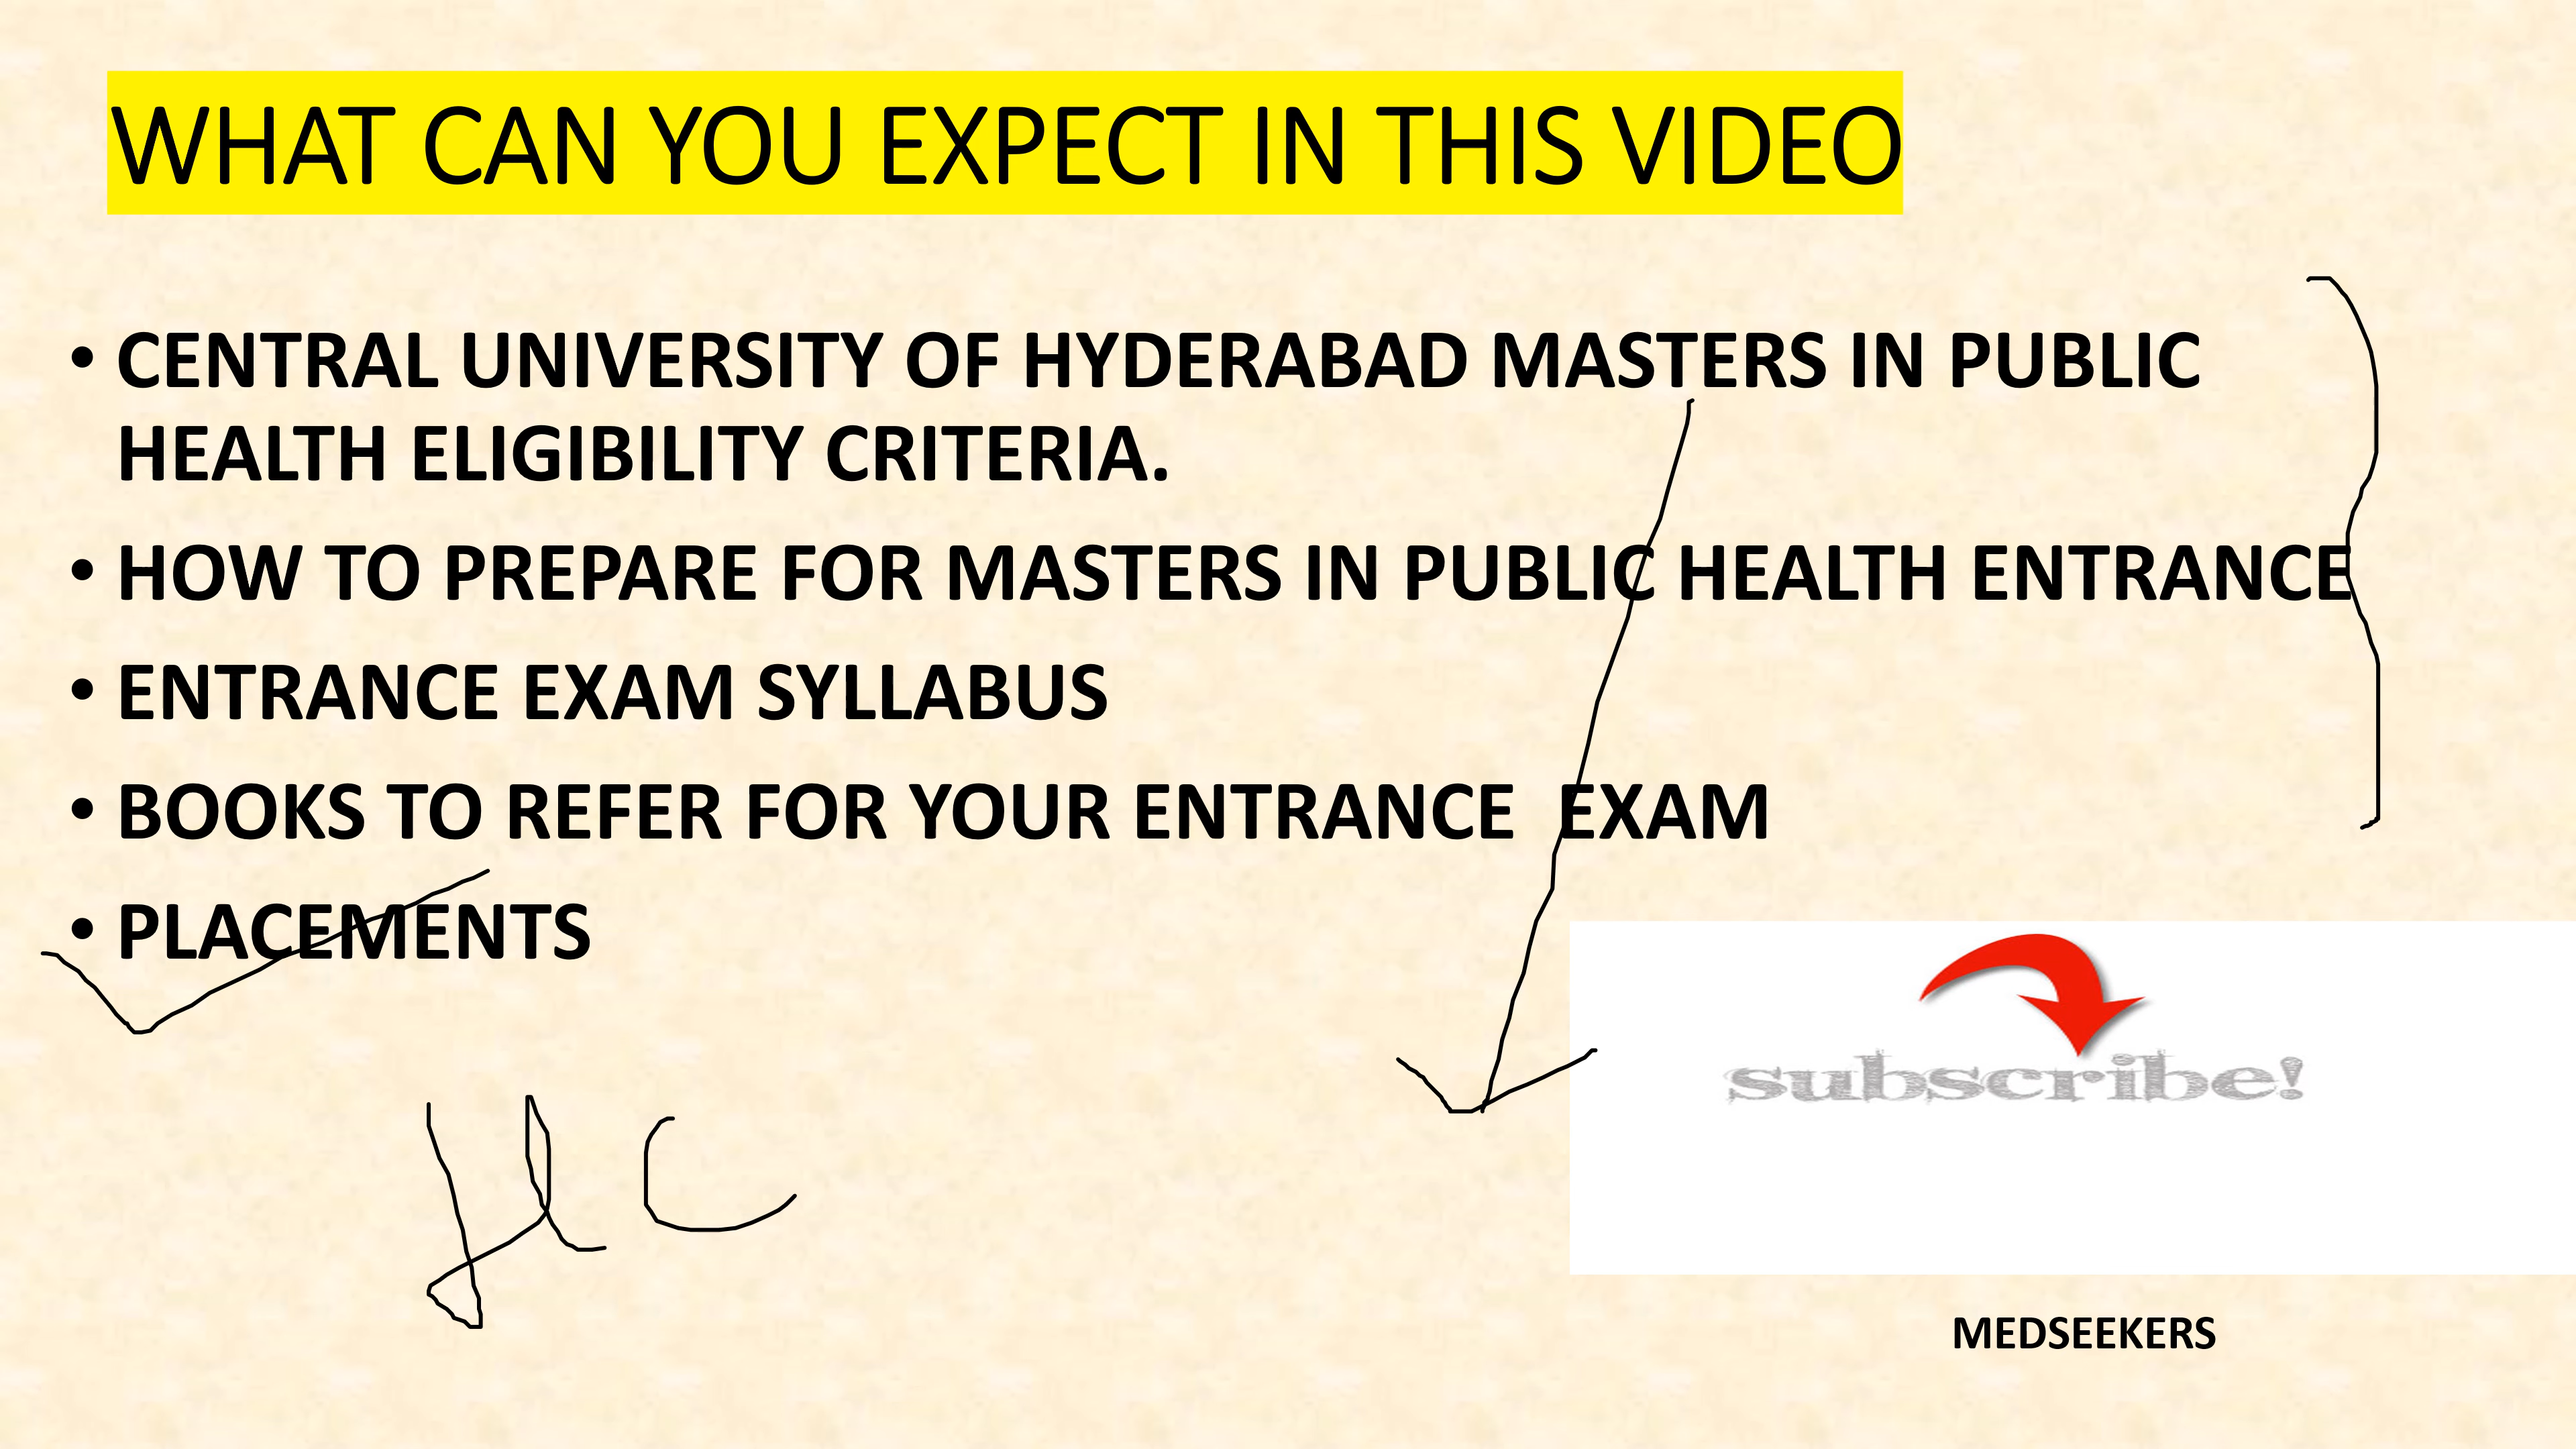 WHAT CAN YOU EXPECT IN THIS VIDEO
• CENTRAL UNIVERSITY OF HYDERABAD MASTERS IN PUBLIC
HEALTH ELIGIBILITY CRITERIA.
• HOW TO PREPARE FOR MASTERS IN PUBLIC HEALTH ENTRANCE
• ENTRANCE EXAM SYLLABUS
• BOOKS TO REFER FOR YOUR ENTRANCE EXAM
• PLACEMENTS
subscribe!
MEDSEEKERS